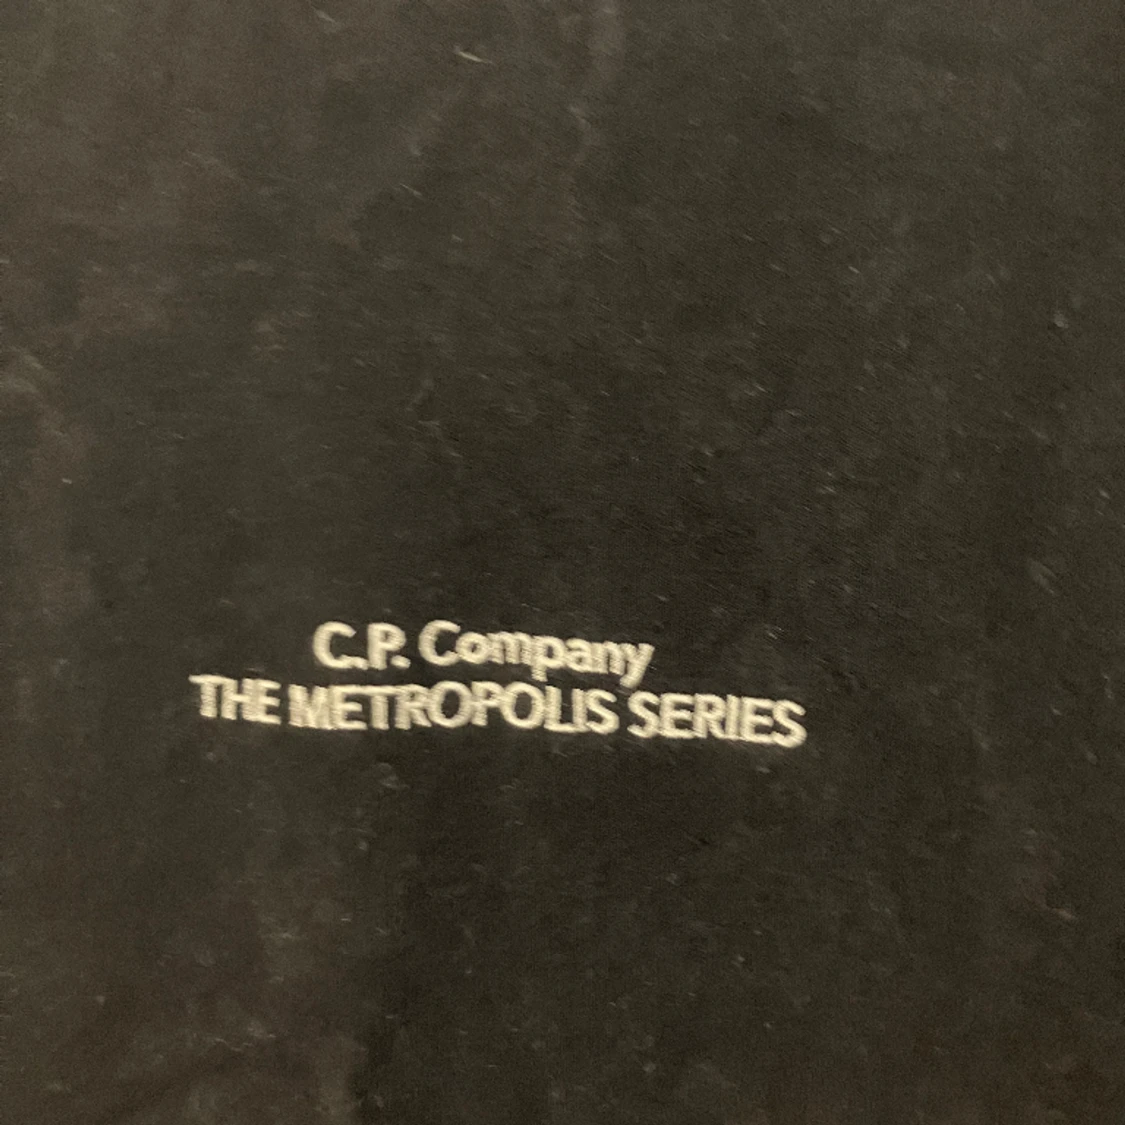 C.P. Company
THE METROPOLIS SERIES